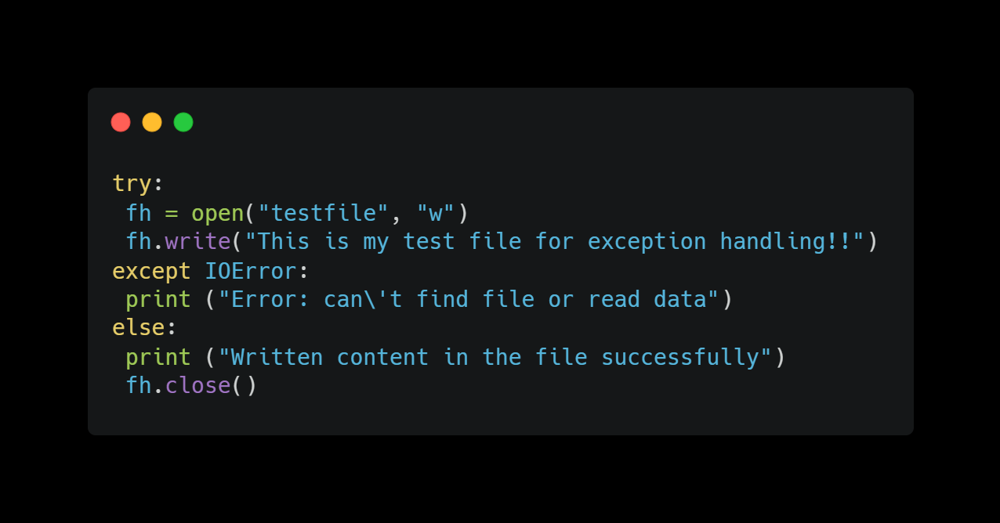 try:
 fh = open("testfile", "w")
 fh.write("This is my test file for exception handling!!")
except IOError:
 print ("Error: can\'t find file or read data")
else:
 print ("Written content in the file successfully")
 fh.close()